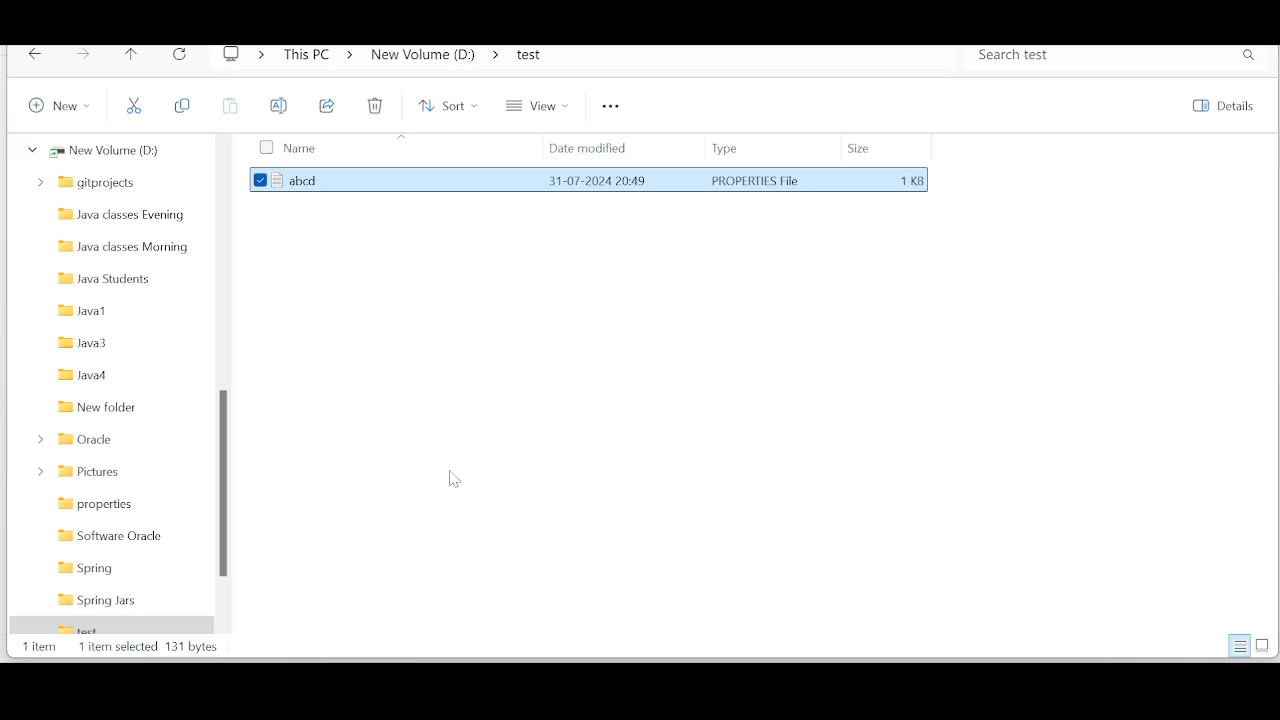 This PC > New Volume (D:) > test
Search test
New
Sort
View
Details
Name
Date modified
Type
Size
abcd
31-07-2024 20:49
PROPERTIES File
1 KB
New Volume (D:)
gitprojects
Java classes Evening
Java classes Morning
Java Students
Java1
Java3
Java4
New folder
Oracle
Pictures
properties
Software Oracle
Spring
Spring Jars
test
1 item
1 item selected 131 bytes